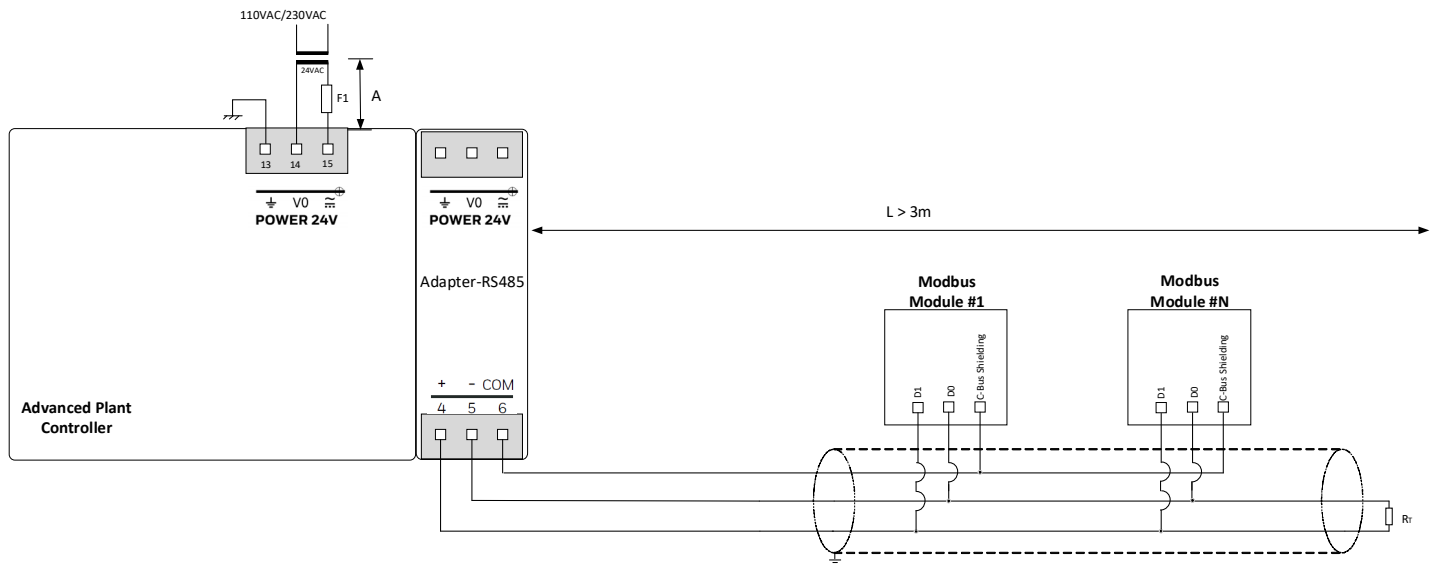 110VAC/230VAC
24VAC
F1
A
13 14 15
V0
POWER 24V
V0
POWER 24V
L > 3m
Adapter-RS485
Modbus
Module #1
Modbus
Module #N
D1
D0
C-Bus Shielding
D1
D0
C-Bus Shielding
+ - COM
4 5 6
Advanced Plant
Controller
RT